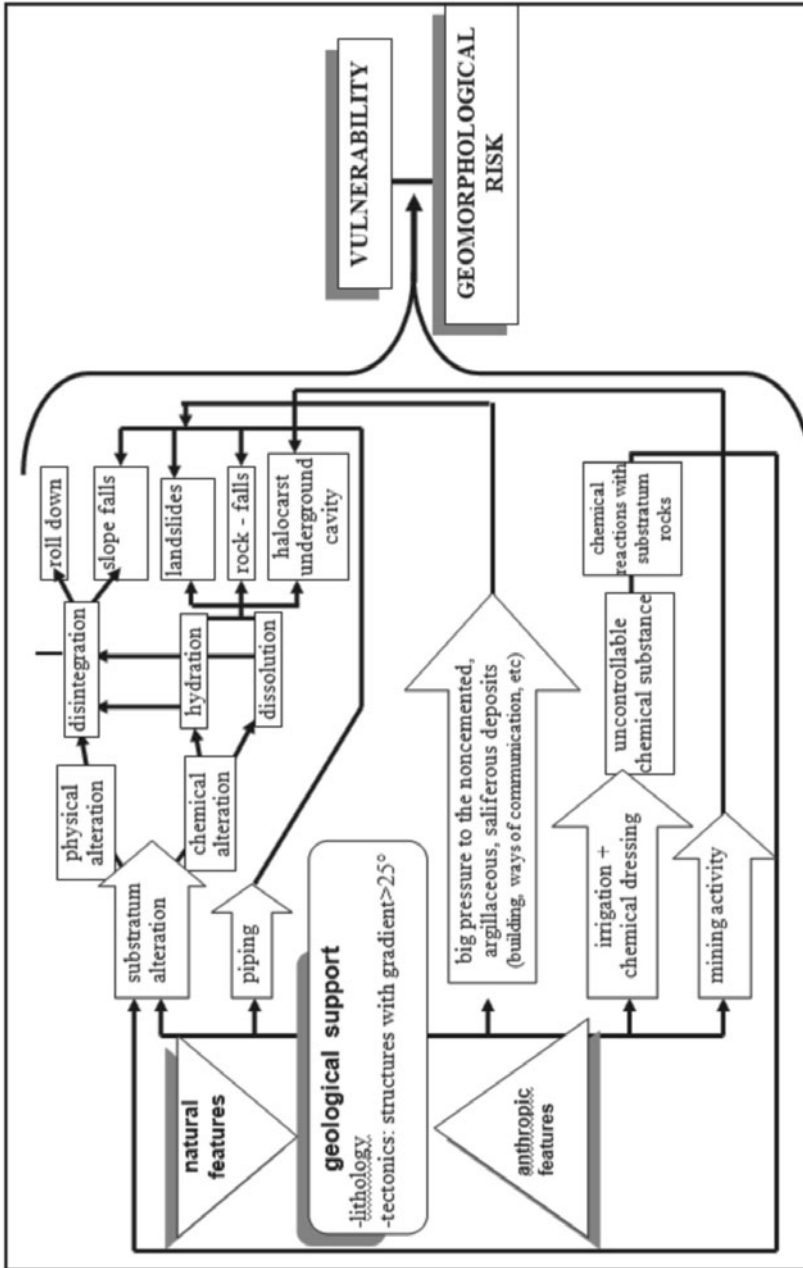 natural
features
geological support
-lithology
-tectonics: structures with gradient>25°
anthropic
features
substratum
alteration
piping
big pressure to the noncemented,
argillaceous, saliferous deposits
(building, ways of communication, etc)
irrigation +
chemical dressing
mining activity
physical
alteration
chemical
alteration
disintegration
hydration
dissolution
uncontrollable
chemical substance
roll down
slope falls
landslides
rock - falls
halocarst
underground
cavity
chemical
reactions with
substratum
rocks
VULNERABILITY
GEOMORPHOLOGICAL
RISK